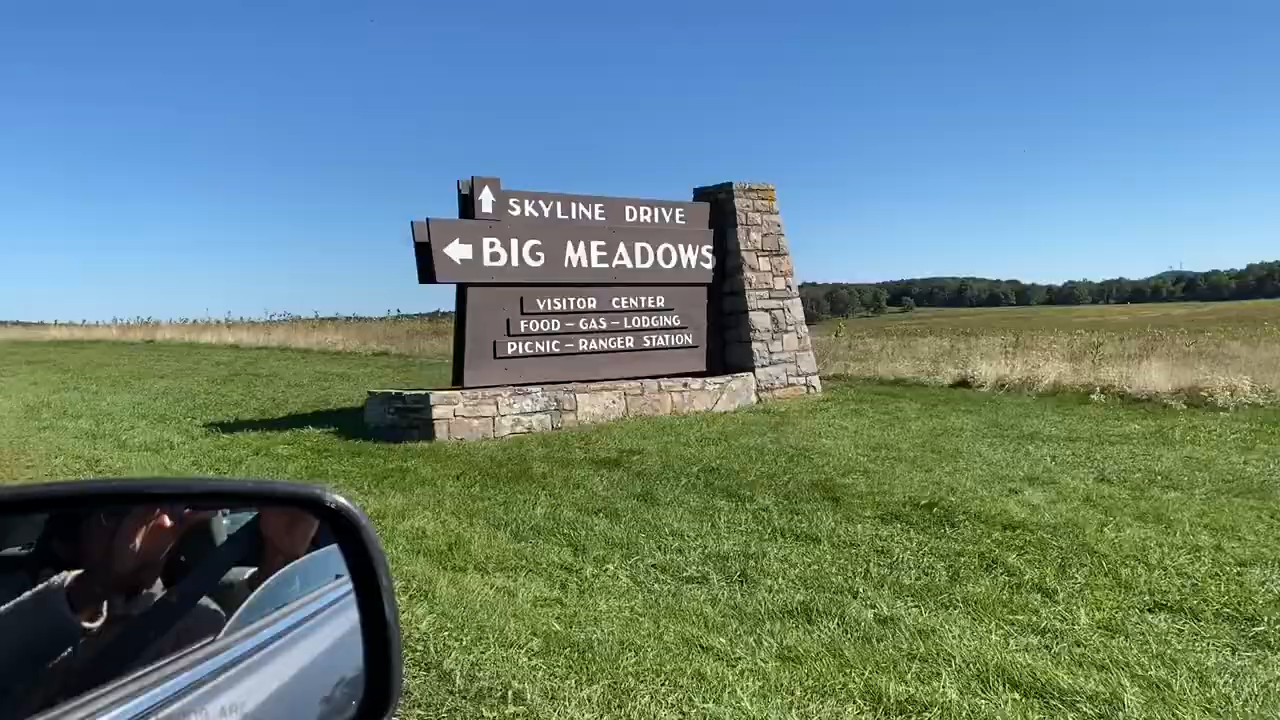 SKYLINE DRIVE
BIG MEADOWS
VISITOR CENTER
FOOD – GAS – LODGING
PICNIC – RANGER STATION